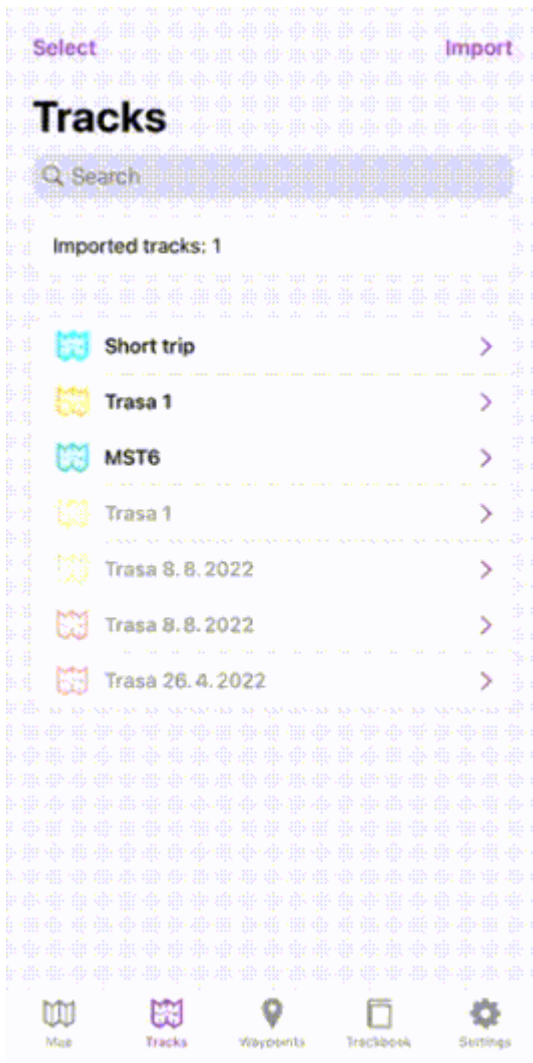 Select Import
Tracks
Search
Imported tracks: 1
Short trip
Trasa 1
MST6
Trasa 1
Trasa 8. 8. 2022
Trasa 8. 8. 2022
Trasa 26. 4. 2022
Map Tracks Waypoints Trackbook Settings